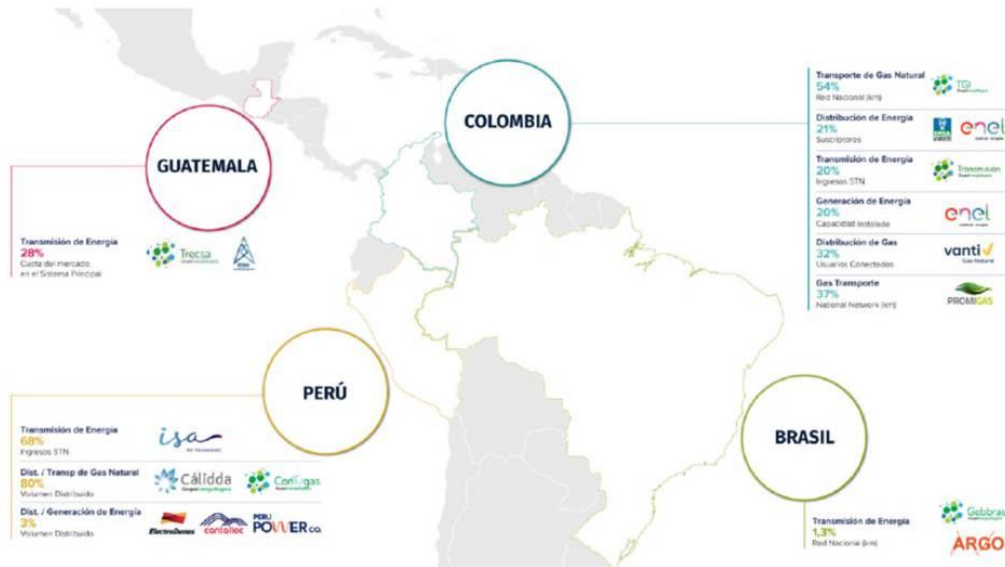 GUATEMALA
Transmisión de Energía
28%
Cuota del mercado
en el Sistema Principal
Trecsa
COLOMBIA
Transporte de Gas Natural
54%
Red Nacional (km)
TGI
Distribución de Energía
21%
Suscriptores
enel
Transmisión de Energía
20%
Ingresos STN
Transmisión
Generación de Energía
20%
Capacidad Instalada
enel
Distribución de Gas
32%
Usuarios Conectados
vanti
Gas Natural
Gas Transporte
37%
National Network (km)
PROMIGAS
PERÚ
Transmisión de Energía
68%
Ingresos STN
isa
Dist. / Transp de Gas Natural
80%
Volumen Distribuido
Cálidda
Contugas
Dist. / Generación de Energía
3%
Volumen Distribuido
ElectroDunas
cantalloc
PERU
POWER CO.
BRASIL
Transmisión de Energía
1,3%
Red Nacional (km)
Gebbras
ARGO